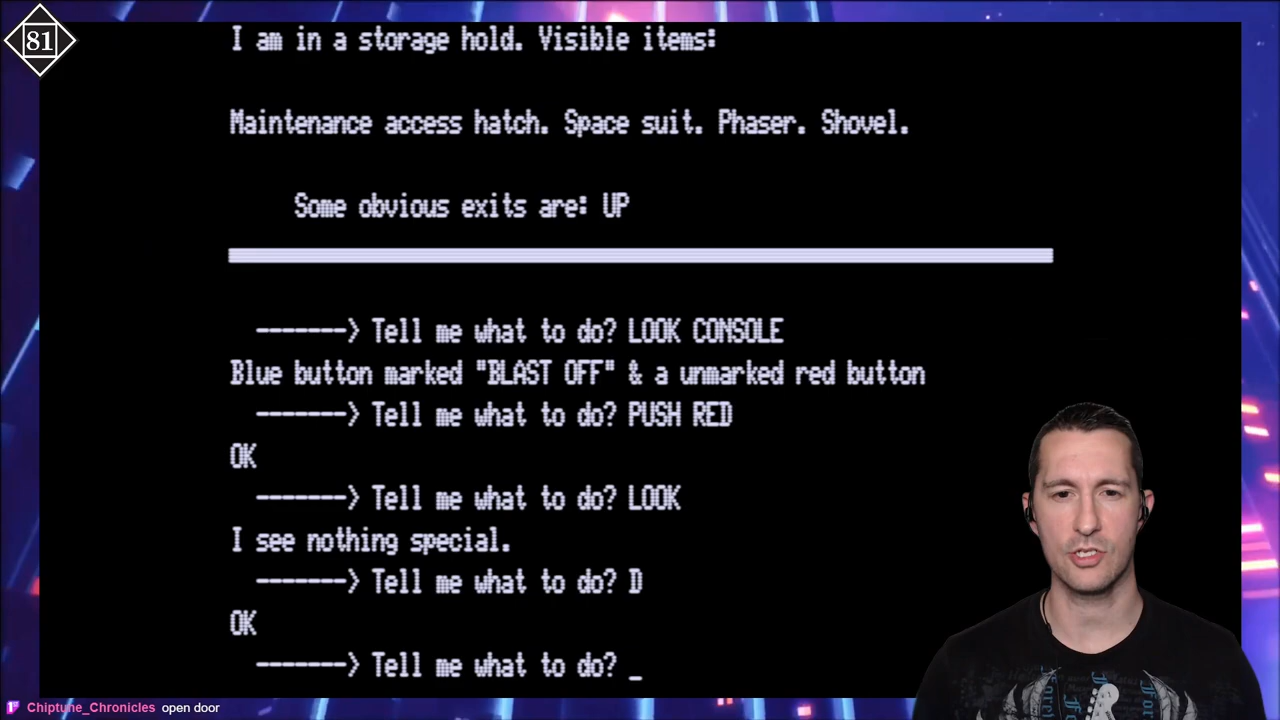 81
I am in a storage hold. Visible items:
Maintenance access hatch. Space suit. Phaser. Shovel.
Some obvious exits are: UP
-------> Tell me what to do? LOOK CONSOLE
Blue button marked "BLAST OFF" & a unmarked red button
-------> Tell me what to do? PUSH RED
OK
-------> Tell me what to do? LOOK
I see nothing special.
-------> Tell me what to do? D
OK
-------> Tell me what to do? _
Chiptune_Chronicles open door